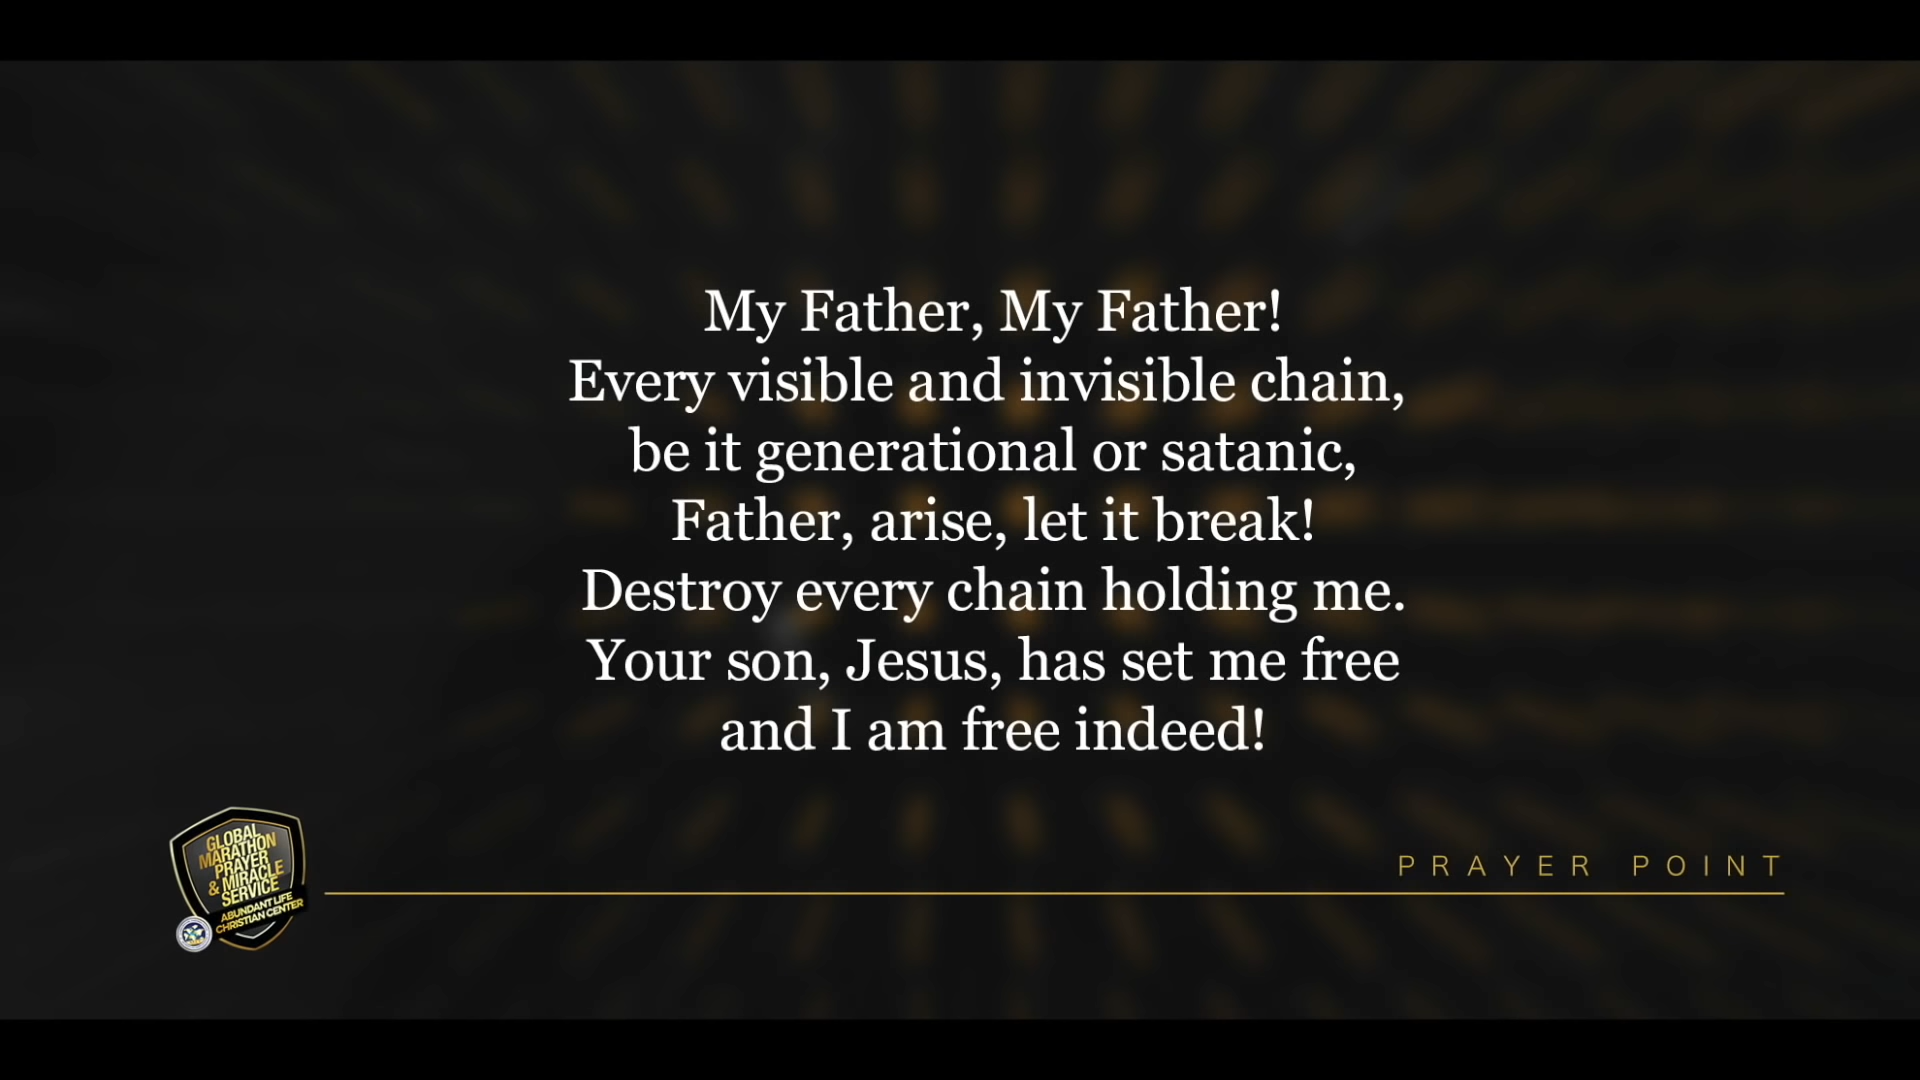 My Father, My Father!
Every visible and invisible chain,
be it generational or satanic,
Father, arise, let it break!
Destroy every chain holding me.
Your son, Jesus, has set me free
and I am free indeed!
PRAYER POINT
GLOBAL
MARATHON
PRAYER
& MIRACLE
SERVICE
ABUNDANT LIFE
CHRISTIAN CENTER